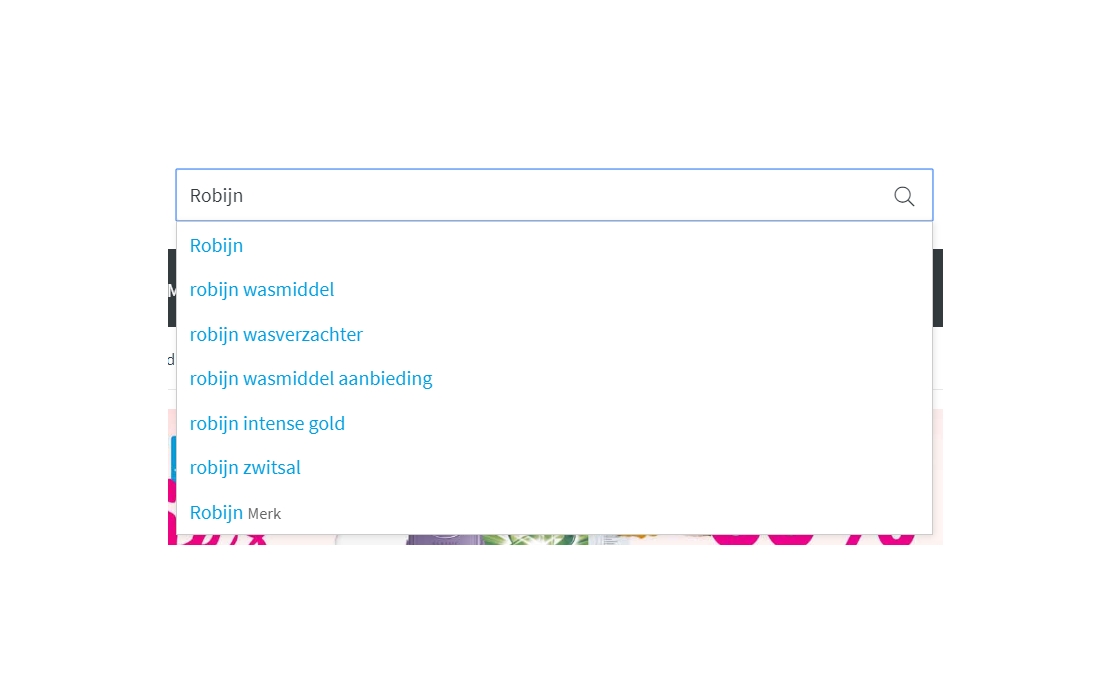 Robijn
Robijn
robijn wasmiddel
robijn wasverzachter
robijn wasmiddel aanbieding
robijn intense gold
robijn zwitsal
Robijn Merk